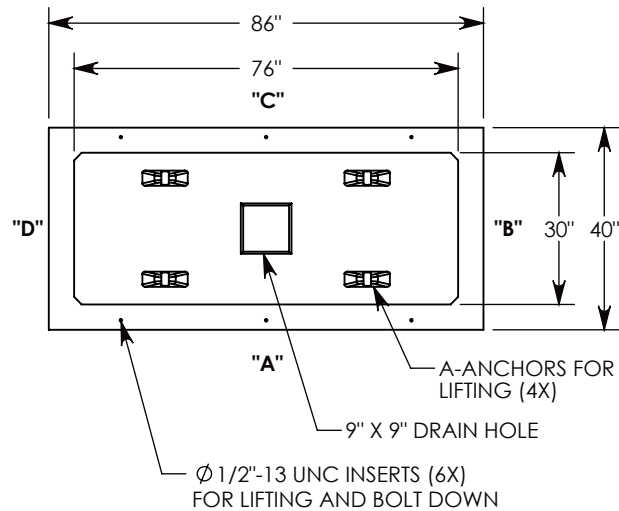 86"
76"
"C"
"D"
"B"
30"
40"
"A"
A-ANCHORS FOR
LIFTING (4X)
9" X 9" DRAIN HOLE
Ø 1/2"-13 UNC INSERTS (6X)
FOR LIFTING AND BOLT DOWN